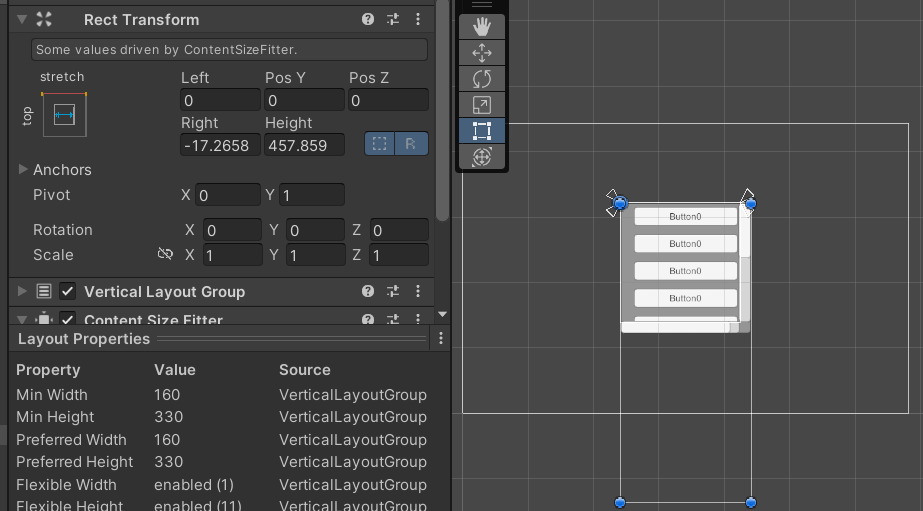 Rect Transform
Some values driven by ContentSizeFitter.
stretch
top
Left Pos Y Pos Z
0 0 0
Right Height
-17.2658 457.859
R
Anchors
Pivot X 0 Y 1
Rotation X 0 Y 0 Z 0
Scale X 1 Y 1 Z 1
Vertical Layout Group
Content Size Fitter
Layout Properties
Property Value Source
Min Width 160 VerticalLayoutGroup
Min Height 330 VerticalLayoutGroup
Preferred Width 160 VerticalLayoutGroup
Preferred Height 330 VerticalLayoutGroup
Flexible Width enabled (1) VerticalLayoutGroup
Flexible Height enabled (11) VerticalLayoutGroup
Button0
Button0
Button0
Button0